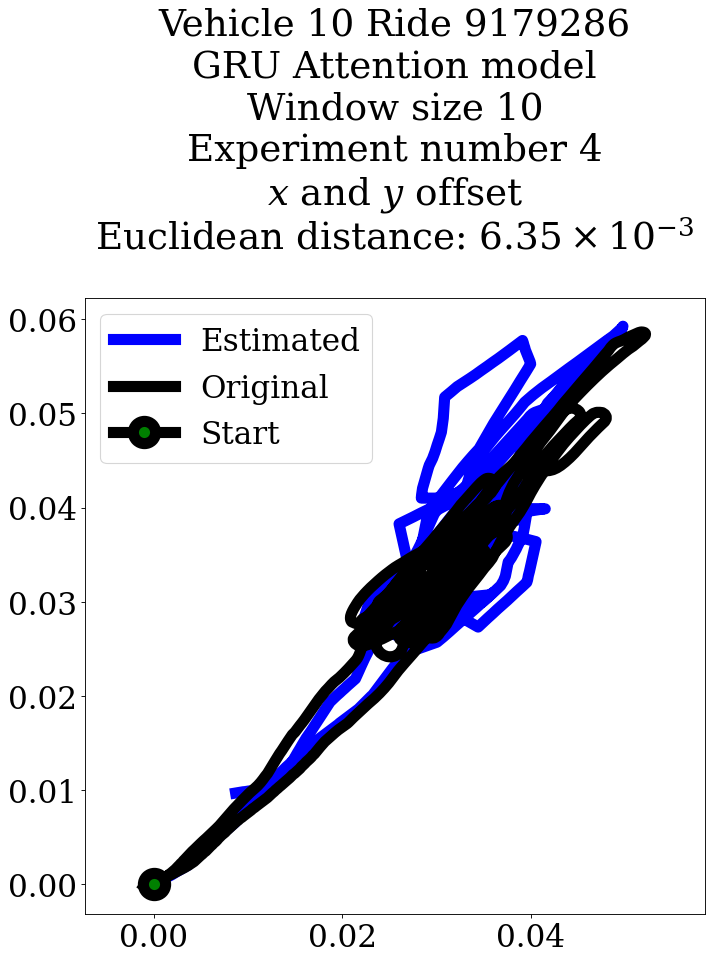 Vehicle 10 Ride 9179286
GRU Attention model
Window size 10
Experiment number 4
x and y offset
Euclidean distance: 6.35 × 10⁻³
0.06
0.05
0.04
0.03
0.02
0.01
0.00
Estimated
Original
Start
0.00 0.02 0.04